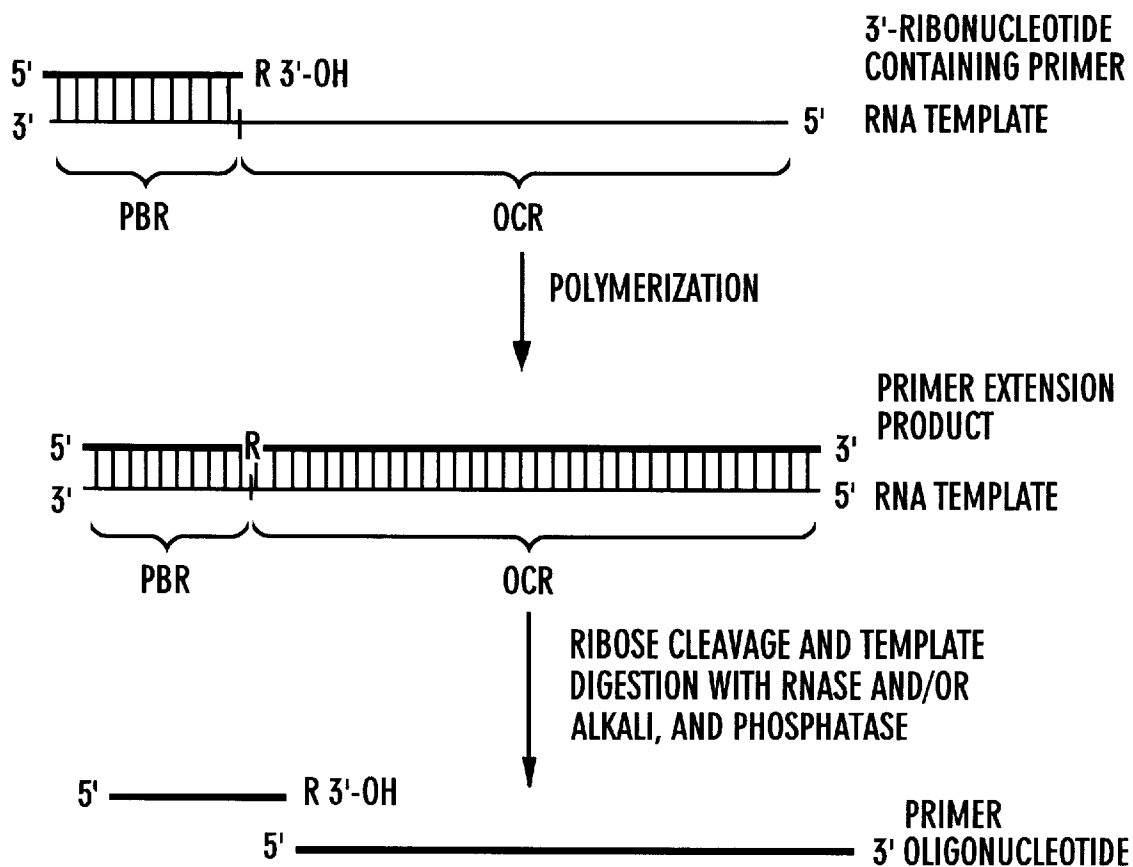 3'-RIBONUCLEOTIDE
CONTAINING PRIMER
5' R 3'-OH
3' 5' RNA TEMPLATE
PBR OCR
POLYMERIZATION
PRIMER EXTENSION
PRODUCT
5' R 3'
3' 5' RNA TEMPLATE
PBR OCR
RIBOSE CLEAVAGE AND TEMPLATE
DIGESTION WITH RNASE AND/OR
ALKALI, AND PHOSPHATASE
5' R 3'-OH
PRIMER
5' 3' OLIGONUCLEOTIDE